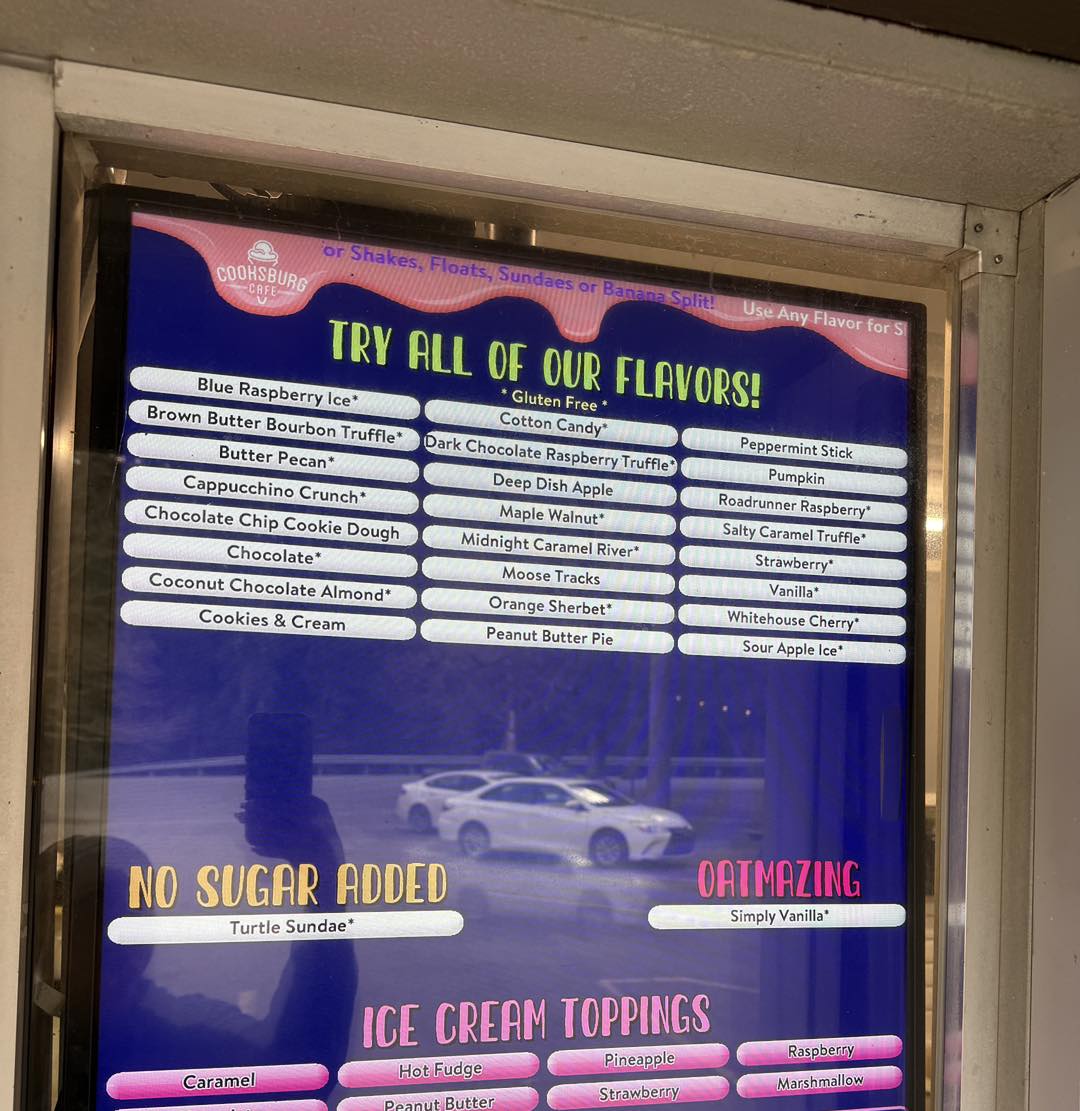 COOKSBURG
CAFE
or Shakes, Floats, Sundaes or Banana Split!
Use Any Flavor for S
TRY ALL OF OUR FLAVORS!
* Gluten Free *
Blue Raspberry Ice*
Brown Butter Bourbon Truffle*
Butter Pecan*
Cappucchino Crunch*
Chocolate Chip Cookie Dough
Chocolate*
Coconut Chocolate Almond*
Cookies & Cream
Cotton Candy*
Dark Chocolate Raspberry Truffle*
Deep Dish Apple
Maple Walnut*
Midnight Caramel River*
Moose Tracks
Orange Sherbet*
Peanut Butter Pie
Peppermint Stick
Pumpkin
Roadrunner Raspberry*
Salty Caramel Truffle*
Strawberry*
Vanilla*
Whitehouse Cherry*
Sour Apple Ice*
NO SUGAR ADDED
Turtle Sundae*
OATMAZING
Simply Vanilla*
ICE CREAM TOPPINGS
Caramel
Hot Fudge
Pineapple
Raspberry
Peanut Butter
Strawberry
Marshmallow